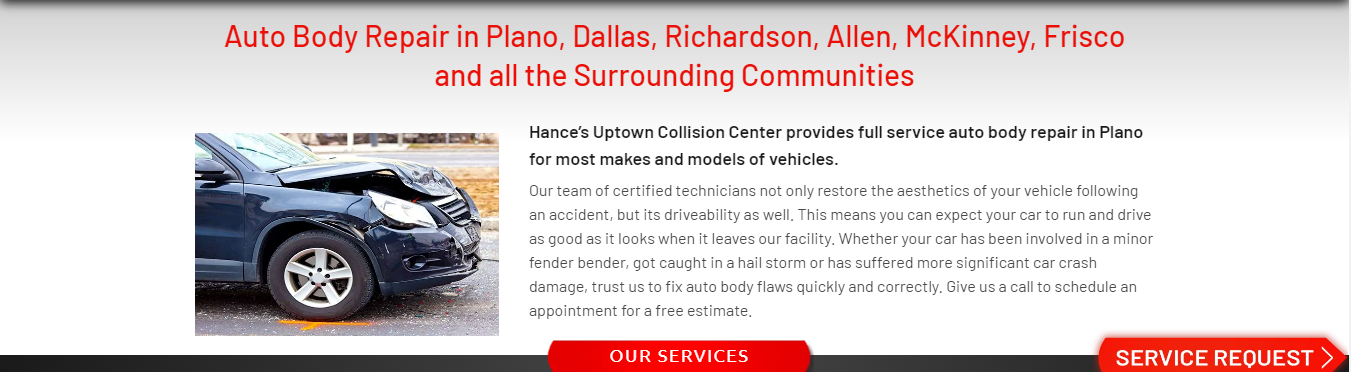 Auto Body Repair in Plano, Dallas, Richardson, Allen, McKinney, Frisco
and all the Surrounding Communities
Hance's Uptown Collision Center provides full service auto body repair in Plano
for most makes and models of vehicles.
Our team of certified technicians not only restore the aesthetics of your vehicle following
an accident, but its driveability as well. This means you can expect your car to run and drive
as good as it looks when it leaves our facility. Whether your car has been involved in a minor
fender bender, got caught in a hail storm or has suffered more significant car crash
damage, trust us to fix auto body flaws quickly and correctly. Give us a call to schedule an
appointment for a free estimate.
OUR SERVICES
SERVICE REQUEST